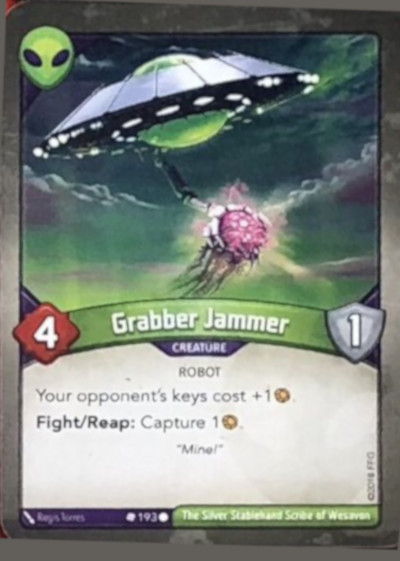 4
Grabber Jammer
1
CREATURE
ROBOT
Your opponent's keys cost +1.
Fight/Reap: Capture 1.
"Mine!"
©2018 FFG
Regis Torres
193
The Silver Stablehand Scribe of Wesavon